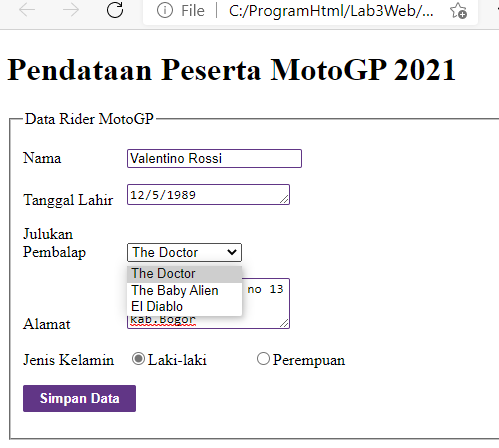 File
C:/ProgramHtml/Lab3Web/...
Pendataan Peserta MotoGP 2021
Data Rider MotoGP
Nama
Valentino Rossi
Tanggal Lahir
12/5/1989
Julukan
Pembalap
The Doctor
The Doctor
The Baby Alien
El Diablo
Alamat
no 13
kab.Bogor
Jenis Kelamin Laki-laki Perempuan
Simpan Data